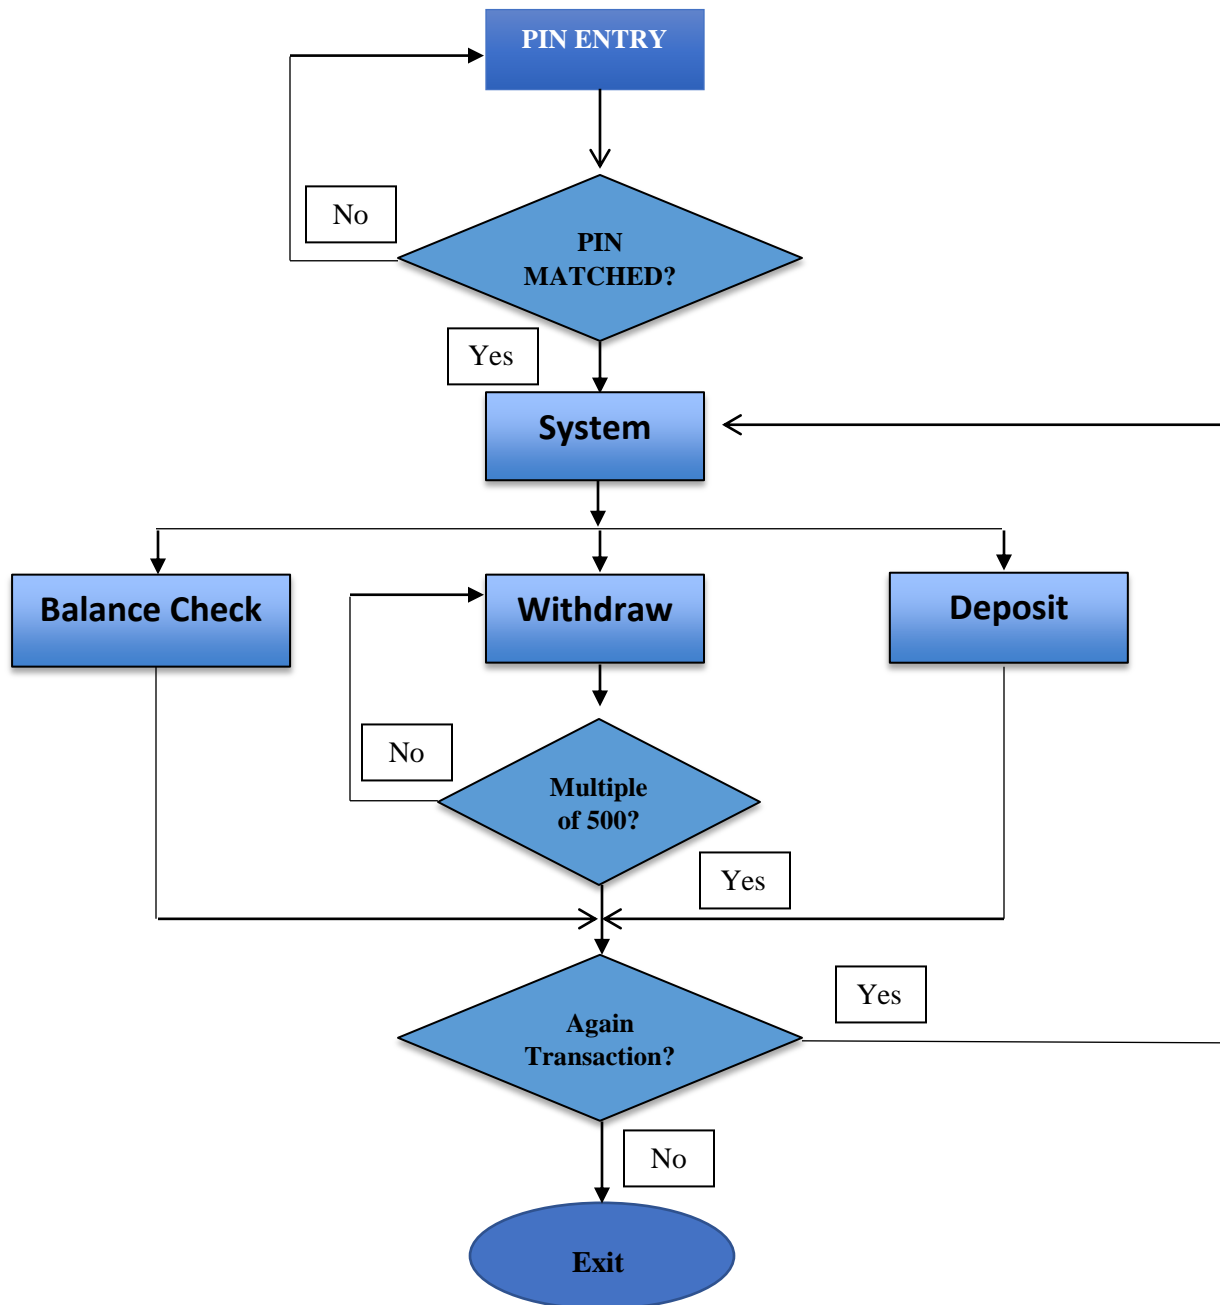 PIN ENTRY
No
PIN
MATCHED?
Yes
System
Balance Check
Withdraw
Deposit
No
Multiple
of 500?
Yes
Again
Transaction?
Yes
No
Exit